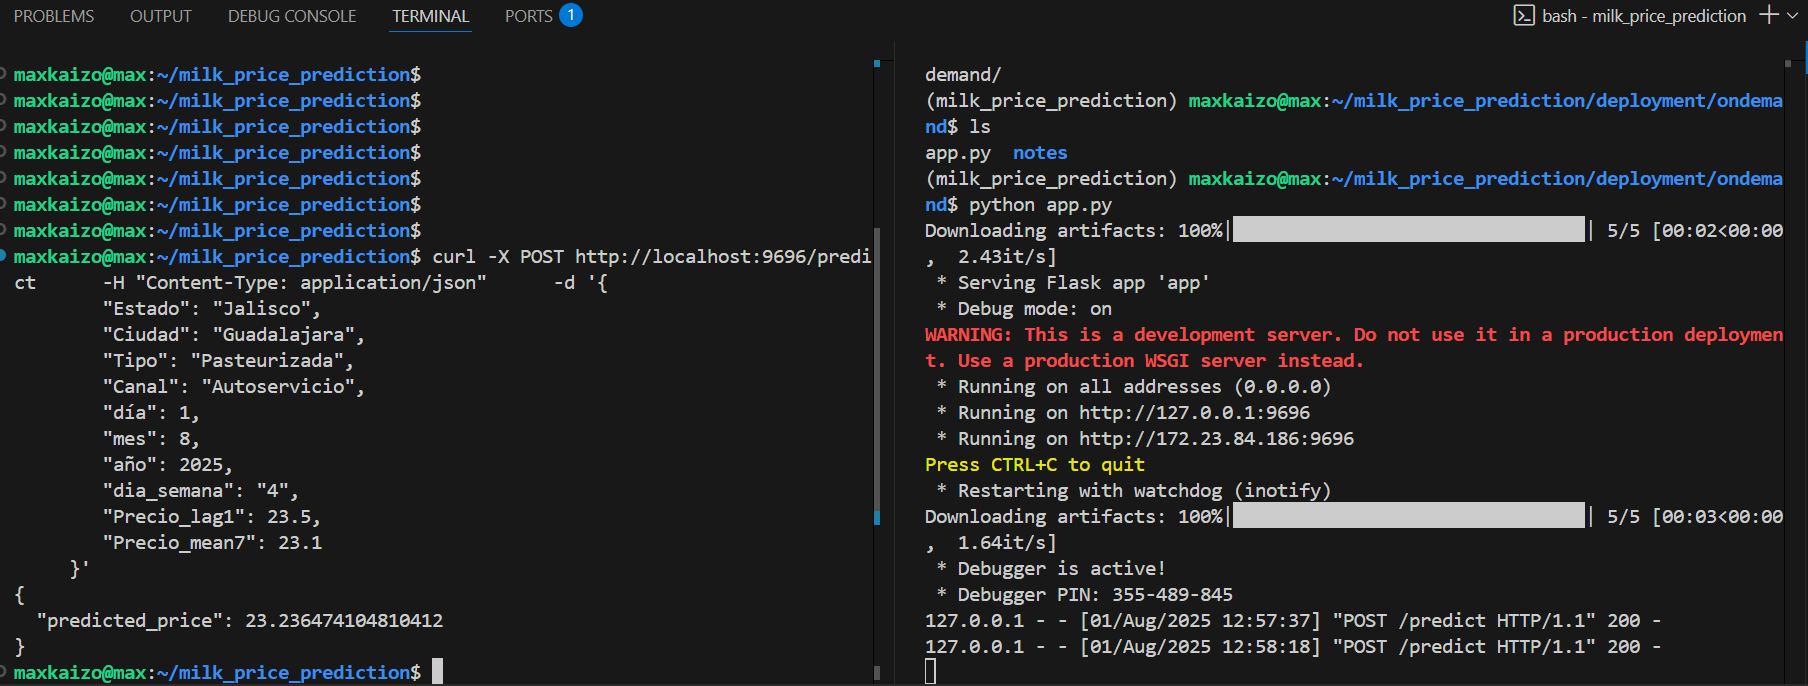 PROBLEMS OUTPUT DEBUG CONSOLE TERMINAL PORTS 1
bash - milk_price_prediction
maxkaizo@max:~/milk_price_prediction$
maxkaizo@max:~/milk_price_prediction$
maxkaizo@max:~/milk_price_prediction$
maxkaizo@max:~/milk_price_prediction$
maxkaizo@max:~/milk_price_prediction$
maxkaizo@max:~/milk_price_prediction$
maxkaizo@max:~/milk_price_prediction$
maxkaizo@max:~/milk_price_prediction$ curl -X POST http://localhost:9696/predi
ct      -H "Content-Type: application/json"      -d '{
        "Estado": "Jalisco",
        "Ciudad": "Guadalajara",
        "Tipo": "Pasteurizada",
        "Canal": "Autoservicio",
        "día": 1,
        "mes": 8,
        "año": 2025,
        "dia_semana": "4",
        "Precio_lag1": 23.5,
        "Precio_mean7": 23.1
     }'
{
  "predicted_price": 23.236474104810412
}
maxkaizo@max:~/milk_price_prediction$
demand/
(milk_price_prediction) maxkaizo@max:~/milk_price_prediction/deployment/ondema
nd$ ls
app.py  notes
(milk_price_prediction) maxkaizo@max:~/milk_price_prediction/deployment/ondema
nd$ python app.py
Downloading artifacts: 100%| | 5/5 [00:02<00:00
,  2.43it/s]
 * Serving Flask app 'app'
 * Debug mode: on
WARNING: This is a development server. Do not use it in a production deploymen
t. Use a production WSGI server instead.
 * Running on all addresses (0.0.0.0)
 * Running on http://127.0.0.1:9696
 * Running on http://172.23.84.186:9696
Press CTRL+C to quit
 * Restarting with watchdog (inotify)
Downloading artifacts: 100%| | 5/5 [00:03<00:00
,  1.64it/s]
 * Debugger is active!
 * Debugger PIN: 355-489-845
127.0.0.1 - - [01/Aug/2025 12:57:37] "POST /predict HTTP/1.1" 200 -
127.0.0.1 - - [01/Aug/2025 12:58:18] "POST /predict HTTP/1.1" 200 -